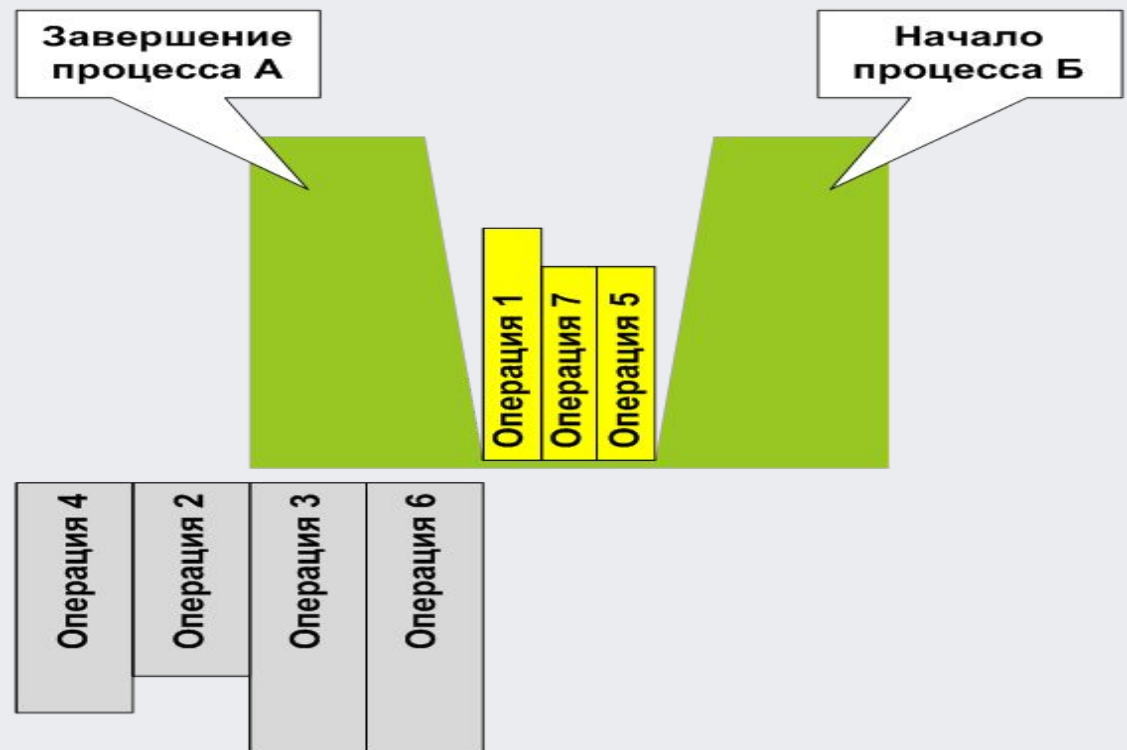 Завершение
процесса А
Начало
процесса Б
Операция 1
Операция 7
Операция 5
Операция 4
Операция 2
Операция 3
Операция 6